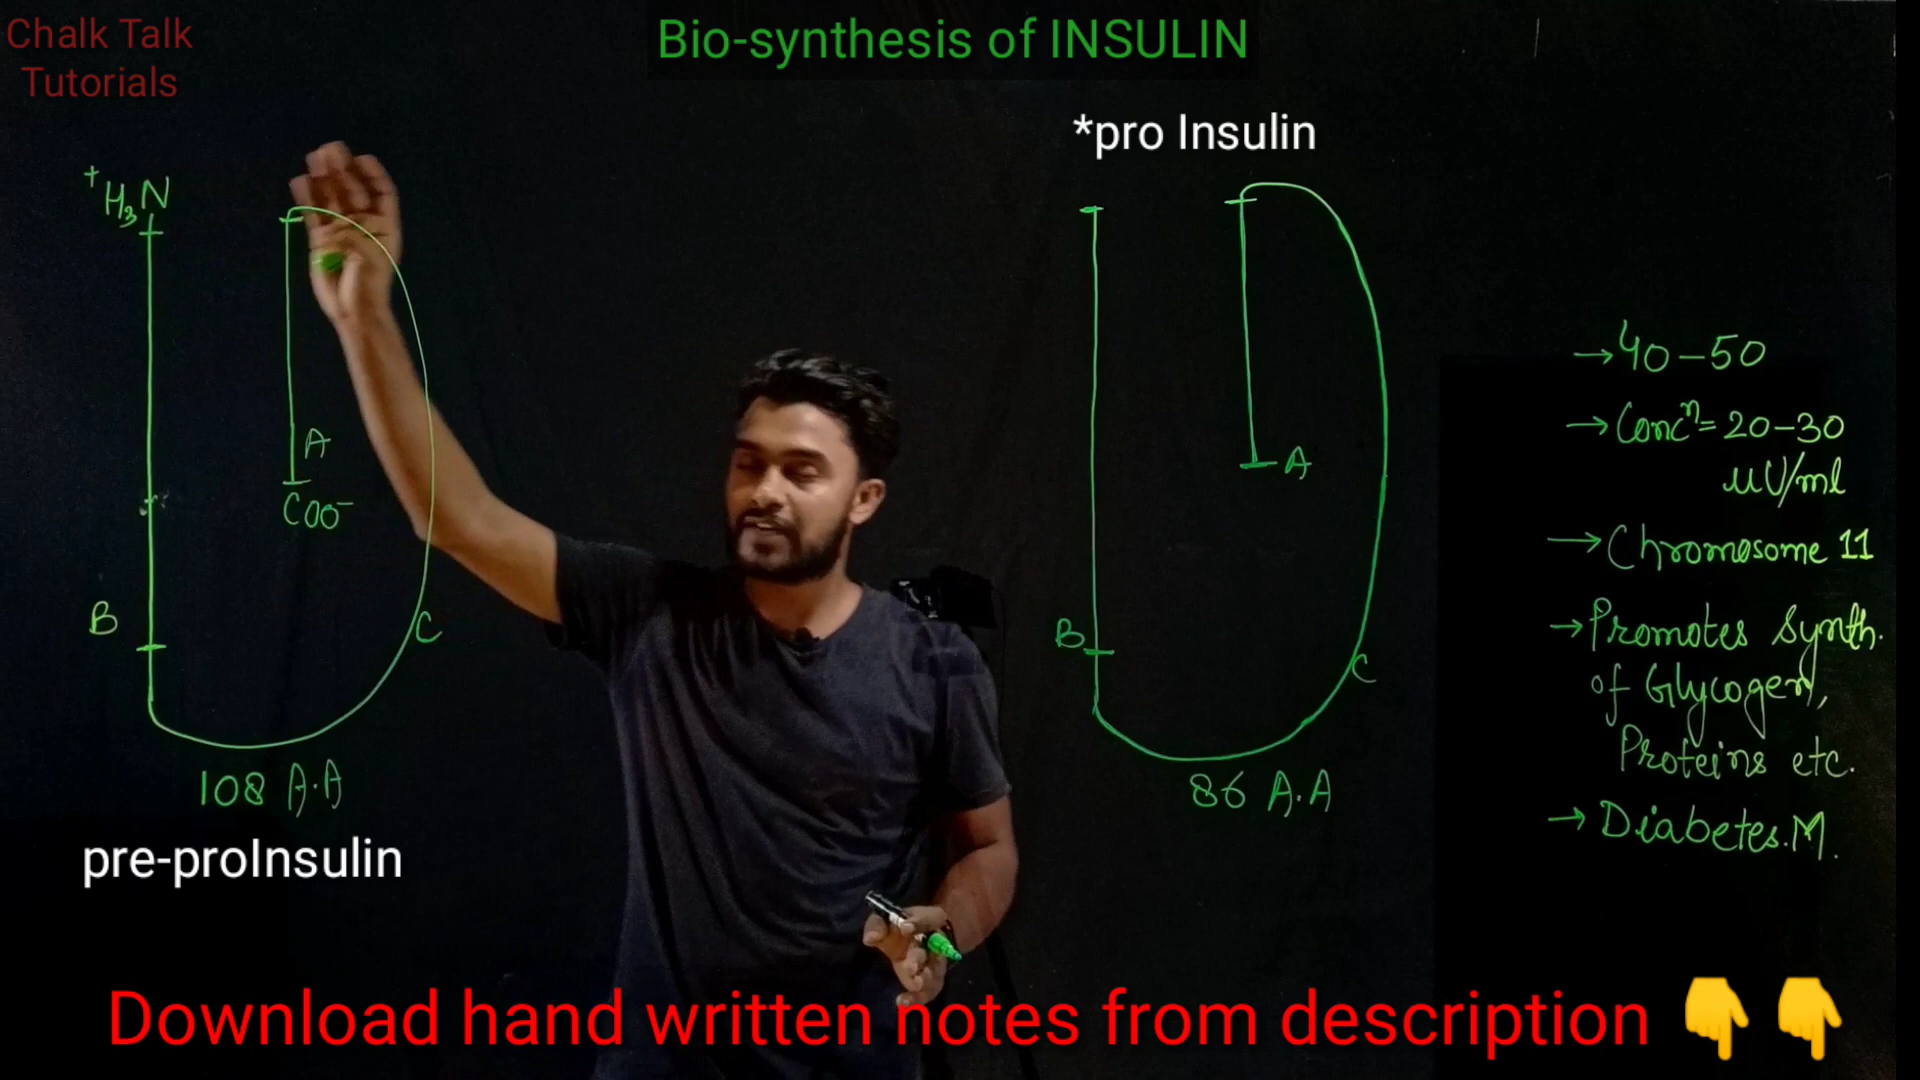 Chalk Talk
Tutorials
Bio-synthesis of INSULIN
*pro Insulin
+H₃N
A
COO⁻
B
C
108 A.A
pre-proInsulin
A
B
C
86 A.A
→ 40-50
→ Concⁿ = 20-30
μU/ml
→ Chromosome 11
→ Promotes Synth.
of Glycogen,
Proteins etc.
→ Diabetes.M.
Download hand written notes from description 👇👇